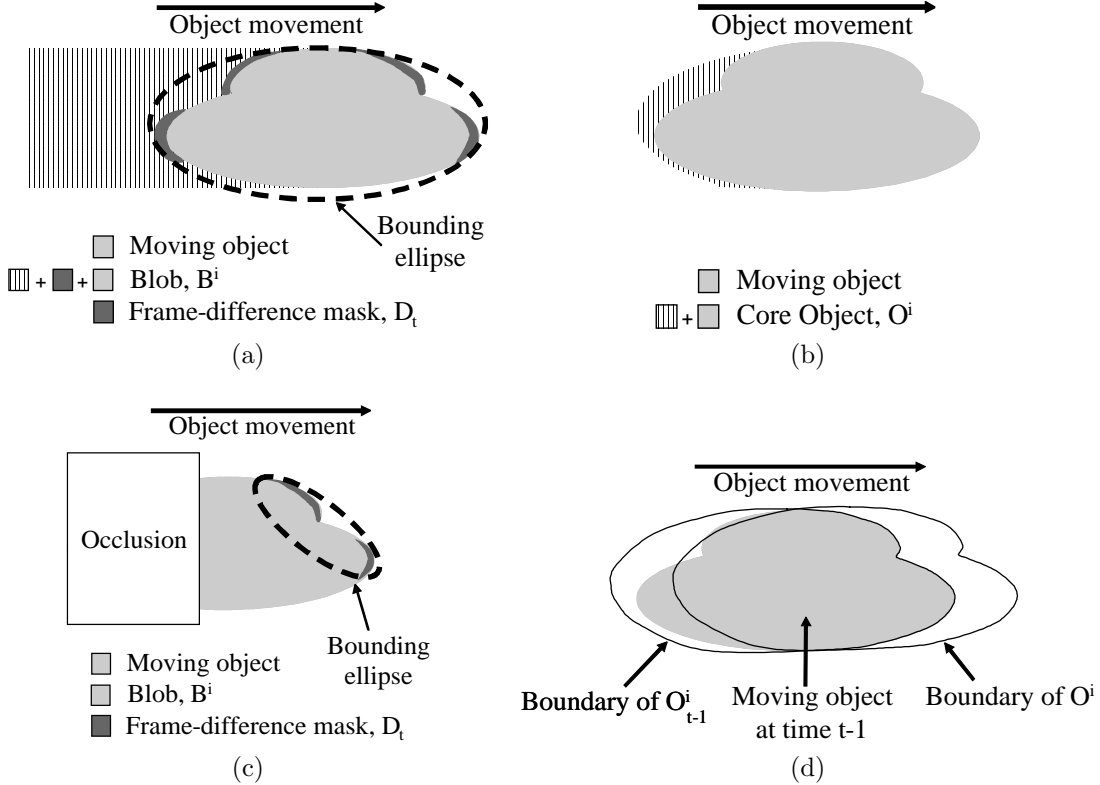 Object movement
Bounding
ellipse
Moving object
+ + Blob, Bⁱ
Frame-difference mask, Dₜ
(a)
Object movement
Moving object
+ Core Object, Oⁱ
(b)
Object movement
Occlusion
Bounding
ellipse
Moving object
Blob, Bⁱ
Frame-difference mask, Dₜ
(c)
Object movement
Boundary of Oⁱₜ₋₁
Moving object
at time t-1
Boundary of Oⁱ
(d)